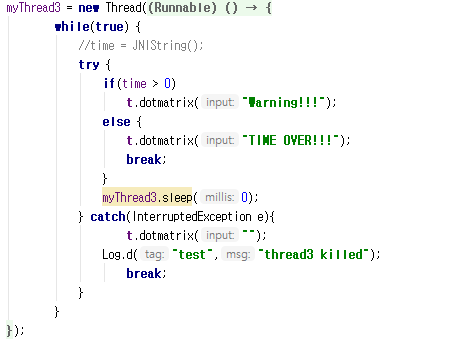 myThread3 = new Thread((Runnable) () → {
while(true) {
//time = JNIString();
try {
if(time > 0)
t.dotmatrix( input: "Warning!!!");
else {
t.dotmatrix( input: "TIME OVER!!!");
break;
}
myThread3.sleep( millis: 0);
} catch(InterruptedException e){
t.dotmatrix( input: "");
Log.d( tag: "test", msg: "thread3 killed");
break;
}
}
});